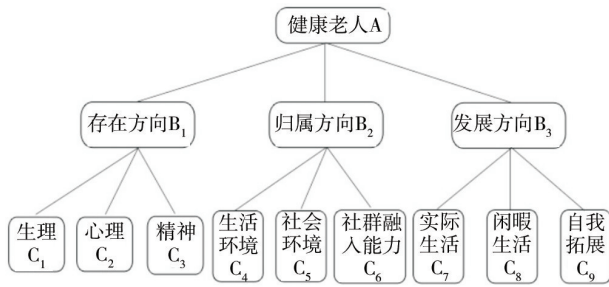 健康老人A
存在方向B₁
归属方向B₂
发展方向B₃
生理
C₁
心理
C₂
精神
C₃
生活
环境
C₄
社会
环境
C₅
社群融
入能力
C₆
实际
生活
C₇
闲暇
生活
C₈
自我
拓展
C₉